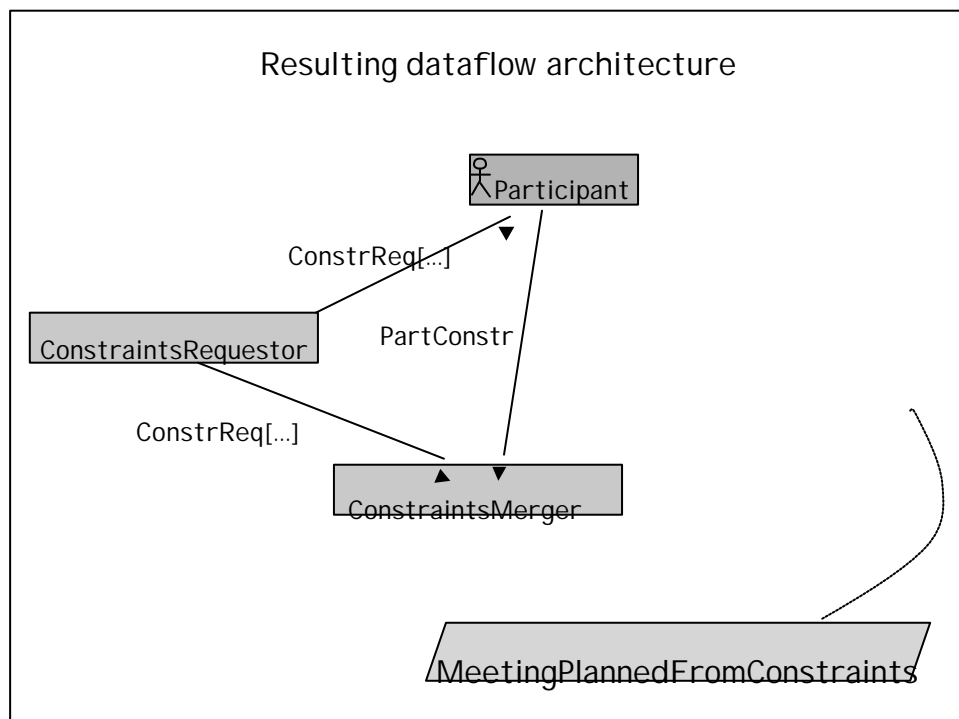 Resulting dataflow architecture
Participant
ConstrReq[...]
PartConstr
ConstraintsRequestor
ConstrReq[...]
ConstraintsMerger
MeetingPlannedFromConstraints